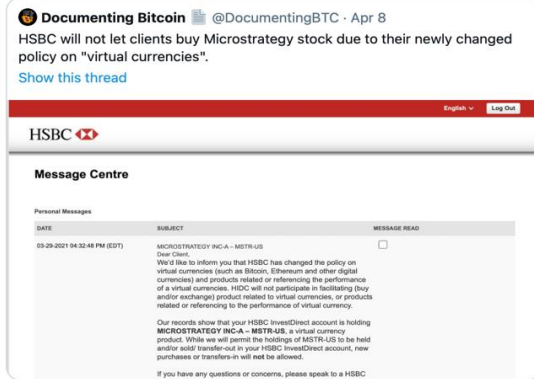 Documenting Bitcoin @DocumentingBTC · Apr 8
HSBC will not let clients buy Microstrategy stock due to their newly changed
policy on "virtual currencies".
Show this thread
English Log Out
HSBC
Message Centre
Personal Messages
DATE SUBJECT MESSAGE READ
03-29-2021 04:32:48 PM (EDT) MICROSTRATEGY INC-A – MSTR-US
Dear Client,
We'd like to inform you that HSBC has changed the policy on
virtual currencies (such as Bitcoin, Ethereum and other digital
currencies) and products related or referencing the performance
of a virtual currencies. HIDC will not participate in facilitating (buy
and/or exchange) product related to virtual currencies, or products
related or referencing to the performance of virtual currency.
Our records show that your HSBC InvestDirect account is holding
MICROSTRATEGY INC-A – MSTR-US, a virtual currency
product. While we will permit the holdings of MSTR-US to be held
and/or sold/ transfer-out in your HSBC InvestDirect account, new
purchases or transfers-in will not be allowed.
If you have any questions or concerns, please speak to a HSBC